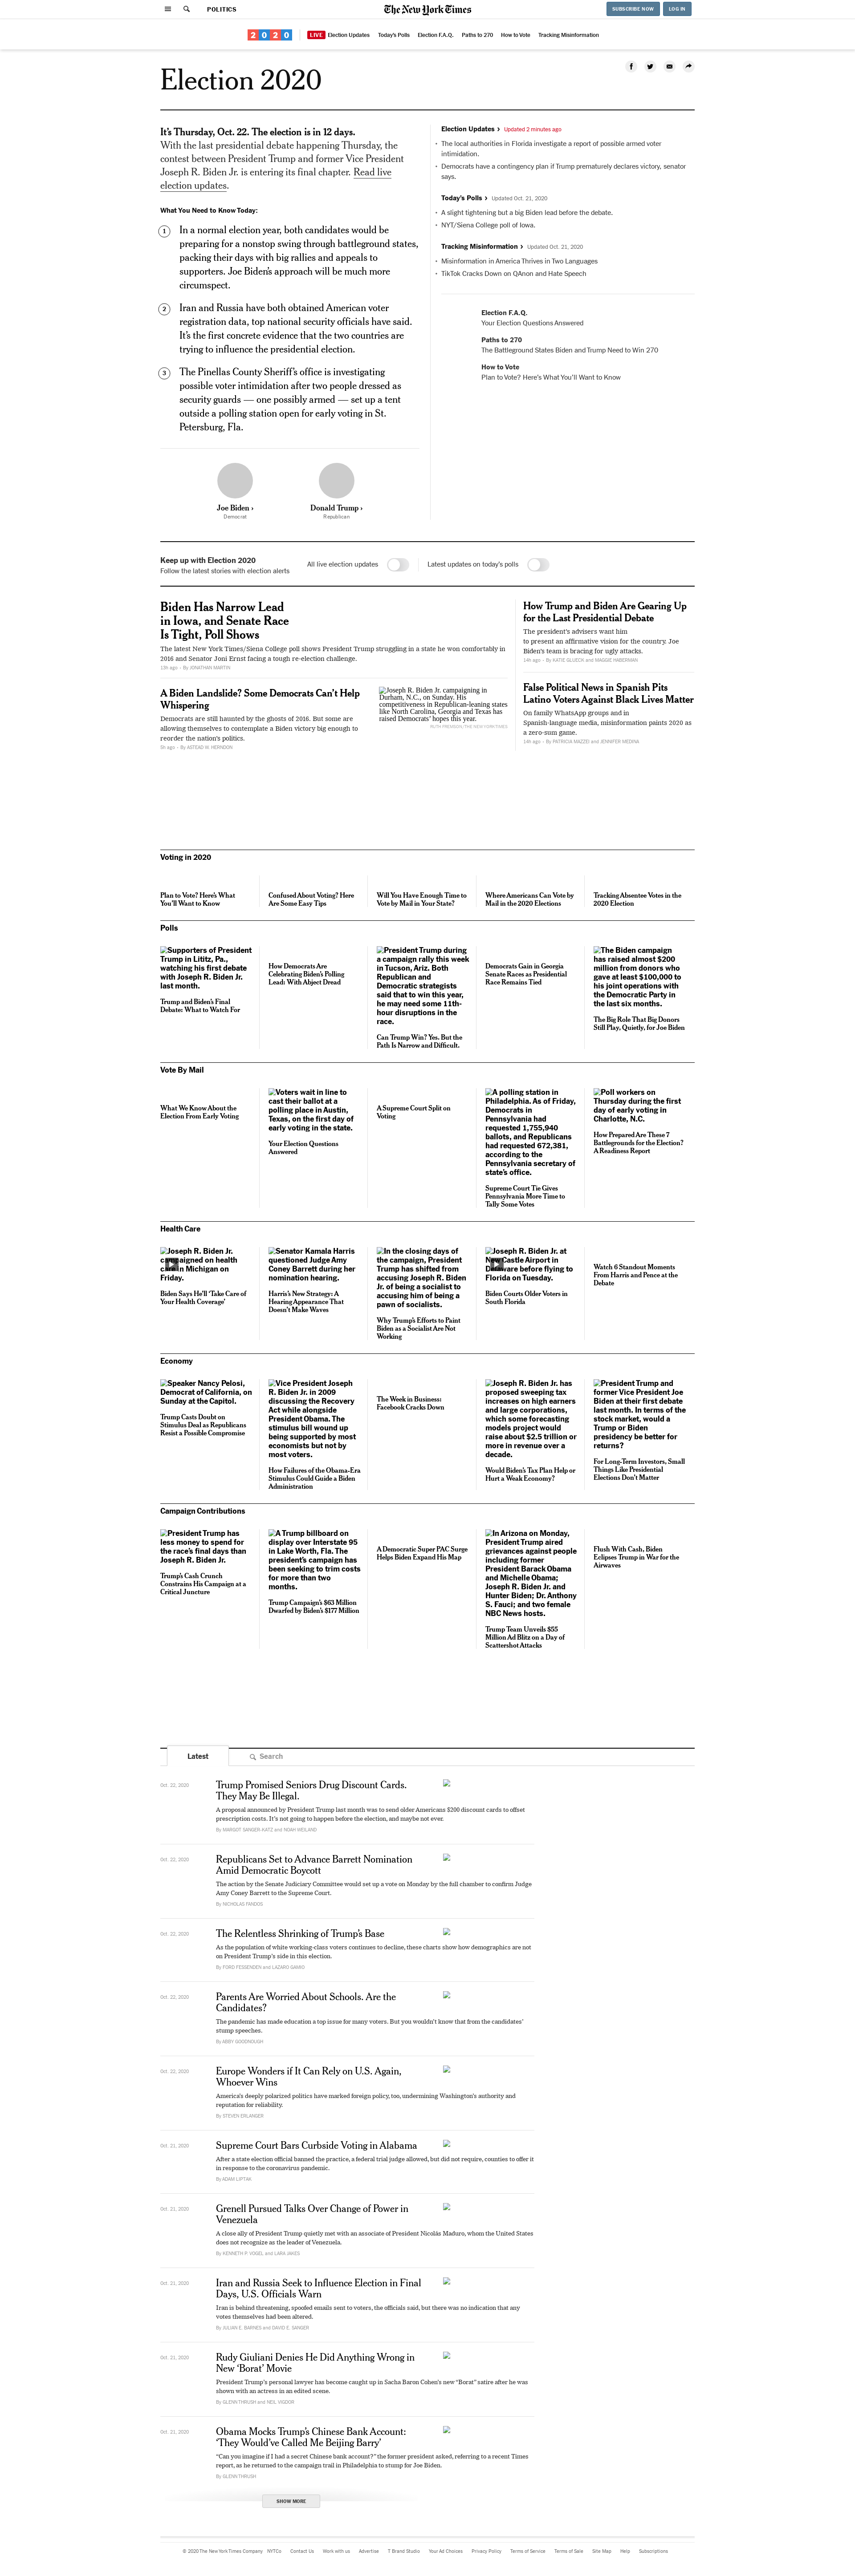 POLITICS
The New York Times
SUBSCRIBE NOW
LOG IN
2020
LIVE Election Updates Today's Polls Election F.A.Q. Paths to 270 How to Vote Tracking Misinformation
Election 2020
It's Thursday, Oct. 22. The election is in 12 days.
With the last presidential debate happening Thursday, the
contest between President Trump and former Vice President
Joseph R. Biden Jr. is entering its final chapter. Read live
election updates.
What You Need to Know Today:
1 In a normal election year, both candidates would be
preparing for a nonstop swing through battleground states,
packing their days with big rallies and appeals to
supporters. Joe Biden's approach will be much more
circumspect.
2 Iran and Russia have both obtained American voter
registration data, top national security officials have said.
It's the first concrete evidence that the two countries are
trying to influence the presidential election.
3 The Pinellas County Sheriff's office is investigating
possible voter intimidation after two people dressed as
security guards — one possibly armed — set up a tent
outside a polling station open for early voting in St.
Petersburg, Fla.
Joe Biden ›
Democrat
Donald Trump ›
Republican
Election Updates › Updated 2 minutes ago
• The local authorities in Florida investigate a report of possible armed voter
intimidation.
• Democrats have a contingency plan if Trump prematurely declares victory, senator
says.
Today's Polls › Updated Oct. 21, 2020
• A slight tightening but a big Biden lead before the debate.
• NYT/Siena College poll of Iowa.
Tracking Misinformation › Updated Oct. 21, 2020
• Misinformation in America Thrives in Two Languages
• TikTok Cracks Down on QAnon and Hate Speech
Election F.A.Q.
Your Election Questions Answered
Paths to 270
The Battleground States Biden and Trump Need to Win 270
How to Vote
Plan to Vote? Here's What You'll Want to Know
Keep up with Election 2020
Follow the latest stories with election alerts
All live election updates
Latest updates on today's polls
Biden Has Narrow Lead
in Iowa, and Senate Race
Is Tight, Poll Shows
The latest New York Times/Siena College poll shows President Trump struggling in a state he won comfortably in
2016 and Senator Joni Ernst facing a tough re-election challenge.
13h ago - By JONATHAN MARTIN
A Biden Landslide? Some Democrats Can't Help
Whispering
Democrats are still haunted by the ghosts of 2016. But some are
allowing themselves to contemplate a Biden victory big enough to
reorder the nation's politics.
5h ago - By ASTEAD W. HERNDON
Joseph R. Biden Jr. campaigning in
Durham, N.C., on Sunday. His
competitiveness in Republican-leaning states
like North Carolina, Georgia and Texas has
raised Democrats' hopes this year.
RUTH FREMSON/THE NEW YORK TIMES
How Trump and Biden Are Gearing Up
for the Last Presidential Debate
The president's advisers want him
to present an affirmative vision for the country. Joe
Biden's team is bracing for ugly attacks.
14h ago - By KATIE GLUECK and MAGGIE HABERMAN
False Political News in Spanish Pits
Latino Voters Against Black Lives Matter
On family WhatsApp groups and in
Spanish-language media, misinformation paints 2020 as
a zero-sum game.
14h ago - By PATRICIA MAZZEI and JENNIFER MEDINA
Voting in 2020
Plan to Vote? Here's What
You'll Want to Know
Confused About Voting? Here
Are Some Easy Tips
Will You Have Enough Time to
Vote by Mail in Your State?
Where Americans Can Vote by
Mail in the 2020 Elections
Tracking Absentee Votes in the
2020 Election
Polls
Supporters of President
Trump in Lititz, Pa.,
watching his first debate
with Joseph R. Biden Jr.
last month.
Trump and Biden's Final
Debate: What to Watch For
How Democrats Are
Celebrating Biden's Polling
Lead: With Abject Dread
President Trump during
a campaign rally this week
in Tucson, Ariz. Both
Republican and
Democratic strategists
said that to win this year,
he may need some 11th-
hour disruptions in the
race.
Can Trump Win? Yes. But the
Path Is Narrow and Difficult.
Democrats Gain in Georgia
Senate Races as Presidential
Race Remains Tied
The Biden campaign
has raised almost $200
million from donors who
gave at least $100,000 to
his joint operations with
the Democratic Party in
the last six months.
The Big Role That Big Donors
Still Play, Quietly, for Joe Biden
Vote By Mail
What We Know About the
Election From Early Voting
Voters wait in line to
cast their ballot at a
polling place in Austin,
Texas, on the first day of
early voting in the state.
Your Election Questions
Answered
A Supreme Court Split on
Voting
A polling station in
Philadelphia. As of Friday,
Democrats in
Pennsylvania had
requested 1,755,940
ballots, and Republicans
had requested 672,381,
according to the
Pennsylvania secretary of
state's office.
Supreme Court Tie Gives
Pennsylvania More Time to
Tally Some Votes
Poll workers on
Thursday during the first
day of early voting in
Charlotte, N.C.
How Prepared Are These 7
Battlegrounds for the Election?
A Readiness Report
Health Care
Joseph R. Biden Jr.
campaigned on health
care in Michigan on
Friday.
Biden Says He'll 'Take Care of
Your Health Coverage'
Senator Kamala Harris
questioned Judge Amy
Coney Barrett during her
nomination hearing.
Harris's New Strategy: A
Hearing Appearance That
Doesn't Make Waves
In the closing days of
the campaign, President
Trump has shifted from
accusing Joseph R. Biden
Jr. of being a socialist to
accusing him of being a
pawn of socialists.
Why Trump's Efforts to Paint
Biden as a Socialist Are Not
Working
Joseph R. Biden Jr. at
New Castle Airport in
Delaware before flying to
Florida on Tuesday.
Biden Courts Older Voters in
South Florida
Watch 6 Standout Moments
From Harris and Pence at the
Debate
Economy
Speaker Nancy Pelosi,
Democrat of California, on
Sunday at the Capitol.
Trump Casts Doubt on
Stimulus Deal as Republicans
Resist a Possible Compromise
Vice President Joseph
R. Biden Jr. in 2009
discussing the Recovery
Act while alongside
President Obama. The
stimulus bill wound up
being supported by most
economists but not by
most voters.
How Failures of the Obama-Era
Stimulus Could Guide a Biden
Administration
The Week in Business:
Facebook Cracks Down
Joseph R. Biden Jr. has
proposed sweeping tax
increases on high earners
and large corporations,
which some forecasting
models project would
raise about $2.5 trillion or
more in revenue over a
decade.
Would Biden's Tax Plan Help or
Hurt a Weak Economy?
President Trump and
former Vice President Joe
Biden at their first debate
last month. In terms of the
stock market, would a
Trump or Biden
presidency be better for
returns?
For Long-Term Investors, Small
Things Like Presidential
Elections Don't Matter
Campaign Contributions
President Trump has
less money to spend for
the race's final days than
Joseph R. Biden Jr.
Trump's Cash Crunch
Constrains His Campaign at a
Critical Juncture
A Trump billboard on
display over Interstate 95
in Lake Worth, Fla. The
president's campaign has
been seeking to trim costs
for more than two
months.
Trump Campaign's $63 Million
Dwarfed by Biden's $177 Million
A Democratic Super PAC Surge
Helps Biden Expand His Map
In Arizona on Monday,
President Trump aired
grievances against people
including former
President Barack Obama
and Michelle Obama;
Joseph R. Biden Jr. and
Hunter Biden; Dr. Anthony
S. Fauci; and two female
NBC News hosts.
Trump Team Unveils $55
Million Ad Blitz on a Day of
Scattershot Attacks
Flush With Cash, Biden
Eclipses Trump in War for the
Airwaves
Latest
Search
Oct. 22, 2020
Trump Promised Seniors Drug Discount Cards.
They May Be Illegal.
A proposal announced by President Trump last month was to send older Americans $200 discount cards to offset
prescription costs. It's not going to happen before the election, and maybe not ever.
By MARGOT SANGER-KATZ and NOAH WEILAND
Oct. 22, 2020
Republicans Set to Advance Barrett Nomination
Amid Democratic Boycott
The action by the Senate Judiciary Committee would set up a vote on Monday by the full chamber to confirm Judge
Amy Coney Barrett to the Supreme Court.
By NICHOLAS FANDOS
Oct. 22, 2020
The Relentless Shrinking of Trump's Base
As the population of white working-class voters continues to decline, these charts show how demographics are not
on President Trump's side in this election.
By FORD FESSENDEN and LAZARO GAMIO
Oct. 22, 2020
Parents Are Worried About Schools. Are the
Candidates?
The pandemic has made education a top issue for many voters. But you wouldn't know that from the candidates'
stump speeches.
By ABBY GOODNOUGH
Oct. 22, 2020
Europe Wonders if It Can Rely on U.S. Again,
Whoever Wins
America's deeply polarized politics have marked foreign policy, too, undermining Washington's authority and
reputation for reliability.
By STEVEN ERLANGER
Oct. 21, 2020
Supreme Court Bars Curbside Voting in Alabama
After a state election official banned the practice, a federal trial judge allowed, but did not require, counties to offer it
in response to the coronavirus pandemic.
By ADAM LIPTAK
Oct. 21, 2020
Grenell Pursued Talks Over Change of Power in
Venezuela
A close ally of President Trump quietly met with an associate of President Nicolás Maduro, whom the United States
does not recognize as the leader of Venezuela.
By KENNETH P. VOGEL and LARA JAKES
Oct. 21, 2020
Iran and Russia Seek to Influence Election in Final
Days, U.S. Officials Warn
Iran is behind threatening, spoofed emails sent to voters, the officials said, but there was no indication that any
votes themselves had been altered.
By JULIAN E. BARNES and DAVID E. SANGER
Oct. 21, 2020
Rudy Giuliani Denies He Did Anything Wrong in
New 'Borat' Movie
President Trump's personal lawyer has become caught up in Sacha Baron Cohen's new "Borat" satire after he was
shown with an actress in an edited scene.
By GLENN THRUSH and NEIL VIGDOR
Oct. 21, 2020
Obama Mocks Trump's Chinese Bank Account:
'They Would've Called Me Beijing Barry'
"Can you imagine if I had a secret Chinese bank account?" the former president asked, referring to a recent Times
report, as he returned to the campaign trail in Philadelphia to stump for Joe Biden.
By GLENN THRUSH
SHOW MORE
© 2020 The New York Times Company NYTCo Contact Us Work with us Advertise T Brand Studio Your Ad Choices Privacy Policy Terms of Service Terms of Sale Site Map Help Subscriptions